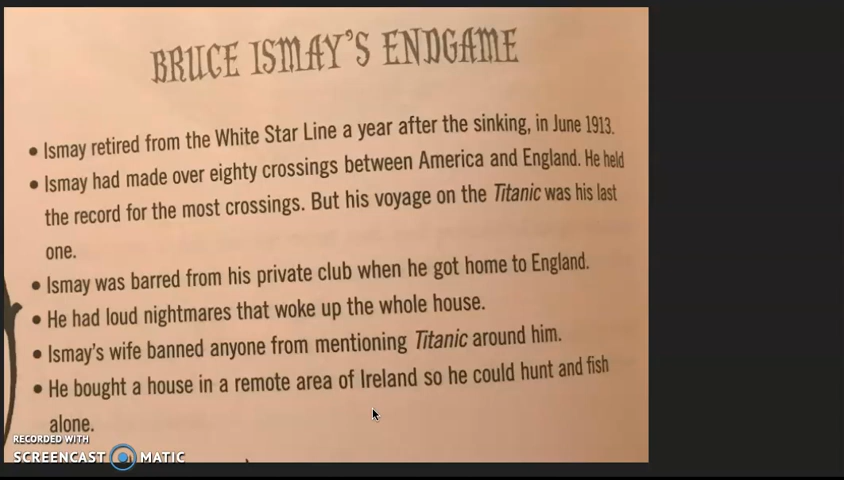 BRUCE ISMAY'S ENDGAME
• Ismay retired from the White Star Line a year after the sinking, in June 1913.
• Ismay had made over eighty crossings between America and England. He held
the record for the most crossings. But his voyage on the Titanic was his last
one.
• Ismay was barred from his private club when he got home to England.
• He had loud nightmares that woke up the whole house.
• Ismay's wife banned anyone from mentioning Titanic around him.
• He bought a house in a remote area of Ireland so he could hunt and fish
alone.
RECORDED WITH
SCREENCAST MATIC